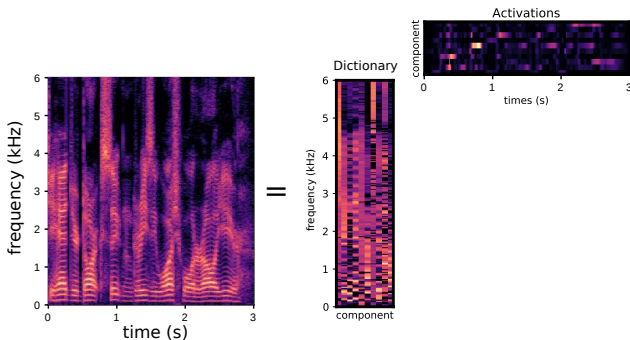 Activations
component
0 1 2 3
times (s)
6
5
4
3
2
1
0
frequency (kHz)
0 1 2 3
time (s)
=
Dictionary
6
5
4
3
2
1
0
frequency (kHz)
component